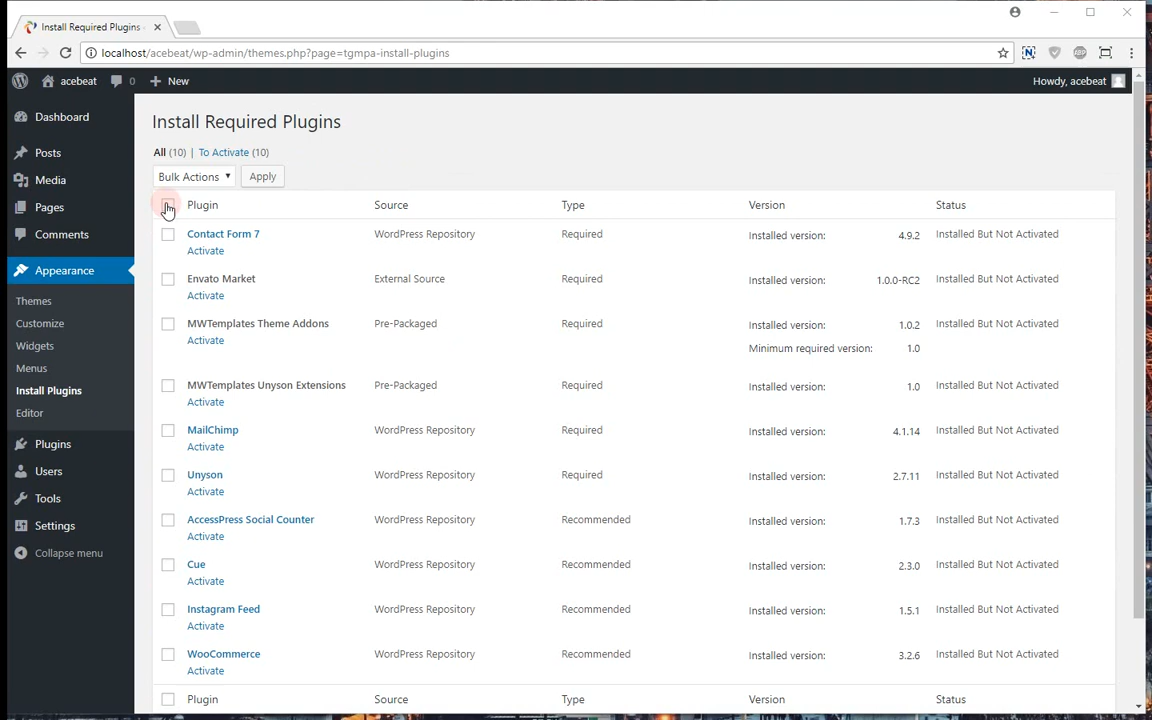 Install Required Plugins
localhost/acebeat/wp-admin/themes.php?page=tgmpa-install-plugins
acebeat 0 New Howdy, acebeat
Dashboard
Posts
Media
Pages
Comments
Appearance
Themes
Customize
Widgets
Menus
Install Plugins
Editor
Plugins
Users
Tools
Settings
Collapse menu
Install Required Plugins
All (10) | To Activate (10)
Bulk Actions Apply
Plugin Source Type Version Status
Contact Form 7 WordPress Repository Required Installed version: 4.9.2 Installed But Not Activated
Activate
Envato Market External Source Required Installed version: 1.0.0-RC2 Installed But Not Activated
Activate
MWTemplates Theme Addons Pre-Packaged Required Installed version: 1.0.2 Installed But Not Activated
Activate
Minimum required version: 1.0
MWTemplates Unyson Extensions Pre-Packaged Required Installed version: 1.0 Installed But Not Activated
Activate
MailChimp WordPress Repository Required Installed version: 4.1.14 Installed But Not Activated
Activate
Unyson WordPress Repository Required Installed version: 2.7.11 Installed But Not Activated
Activate
AccessPress Social Counter WordPress Repository Recommended Installed version: 1.7.3 Installed But Not Activated
Activate
Cue WordPress Repository Recommended Installed version: 2.3.0 Installed But Not Activated
Activate
Instagram Feed WordPress Repository Recommended Installed version: 1.5.1 Installed But Not Activated
Activate
WooCommerce WordPress Repository Recommended Installed version: 3.2.6 Installed But Not Activated
Activate
Plugin Source Type Version Status